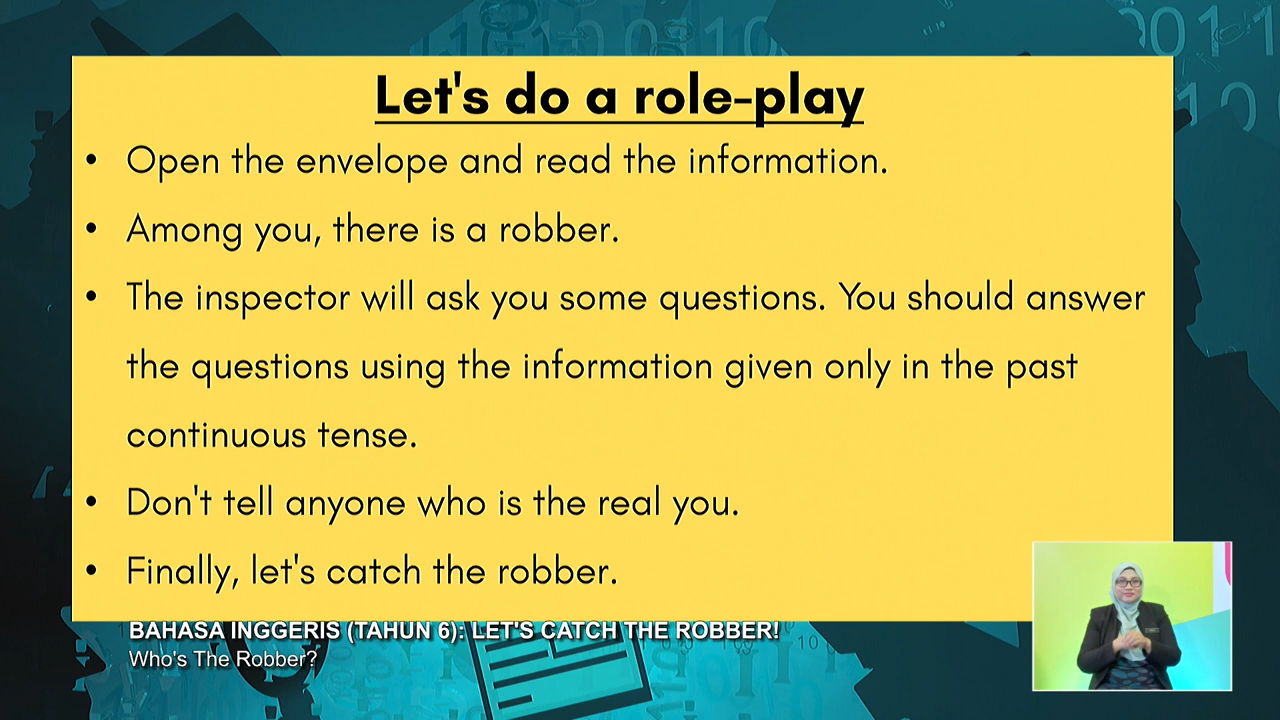 Let's do a role-play
• Open the envelope and read the information.
• Among you, there is a robber.
• The inspector will ask you some questions. You should answer
the questions using the information given only in the past
continuous tense.
• Don't tell anyone who is the real you.
• Finally, let's catch the robber.
BAHASA INGGERIS (TAHUN 6): LET'S CATCH THE ROBBER!
Who's The Robber?